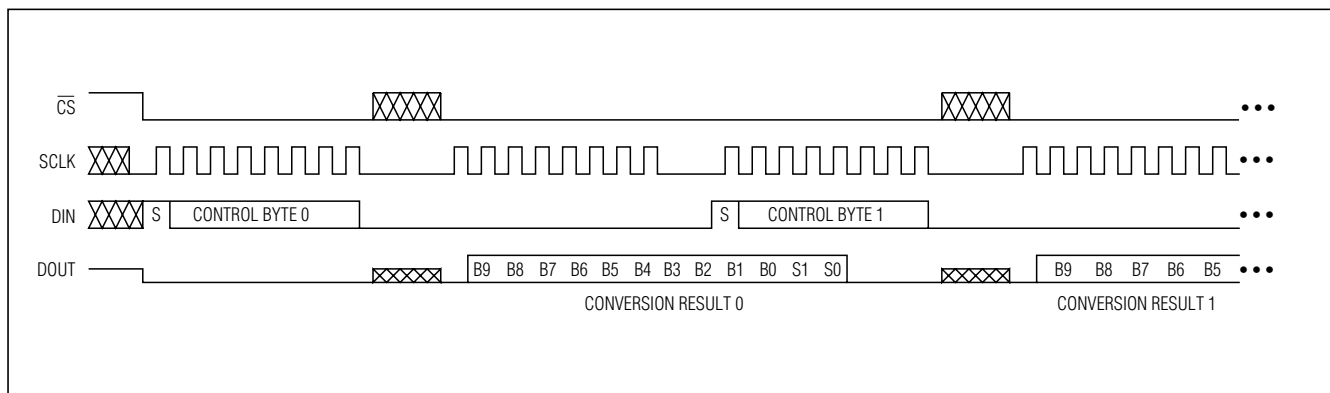 CS
SCLK
DIN S CONTROL BYTE 0 S CONTROL BYTE 1
DOUT B9 B8 B7 B6 B5 B4 B3 B2 B1 B0 S1 S0 B9 B8 B7 B6 B5
CONVERSION RESULT 0 CONVERSION RESULT 1